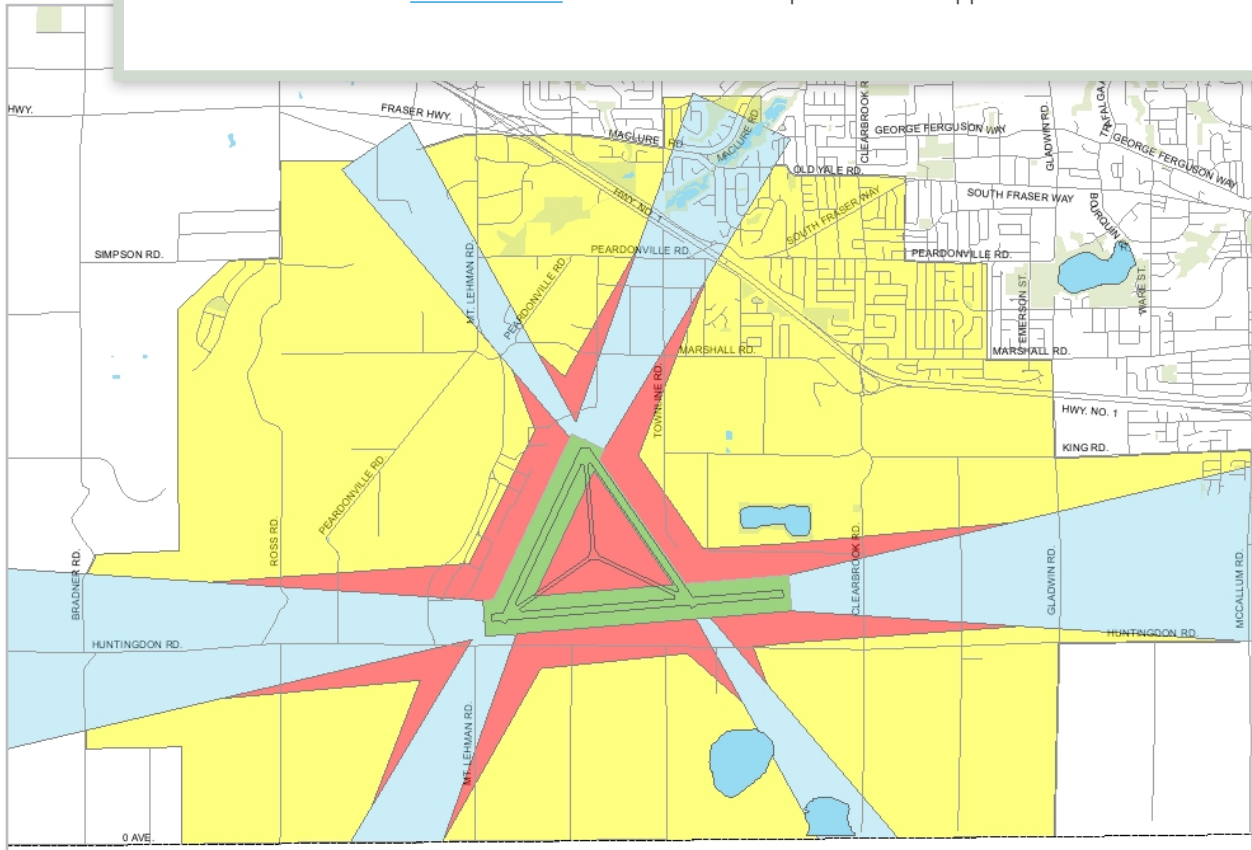 HWY.
FRASER HWY.
MACLURE RD
MACLURE RD.
CLEARBROOK R
GEORGE FERGUSON WAY
GLADWIN RD.
TRAFALGA
GEORGE FERGUSON WAY
OLD YALE RD.
HWY. NO. 1
SOUTH FRASER WAY
SOUTH FRASER WAY
SIMPSON RD.
MT. LEHMAN RD.
PEARDONVILLE RD.
PEARDONVILLE RD.
PEARDONVILLE RD.
EMERSON ST.
WARE ST.
MARSHALL RD.
MARSHALL RD.
TOWNLINE RD.
HWY. NO. 1
KING RD.
PEARDONVILLE RD.
ROSS RD.
BRADNER RD.
CLEARBROOK RD.
GLADWIN RD.
MCCALLUM RD.
HUNTINGDON RD.
HUNTINGDON RD.
MT. LEHMAN RD.
0 AVE.